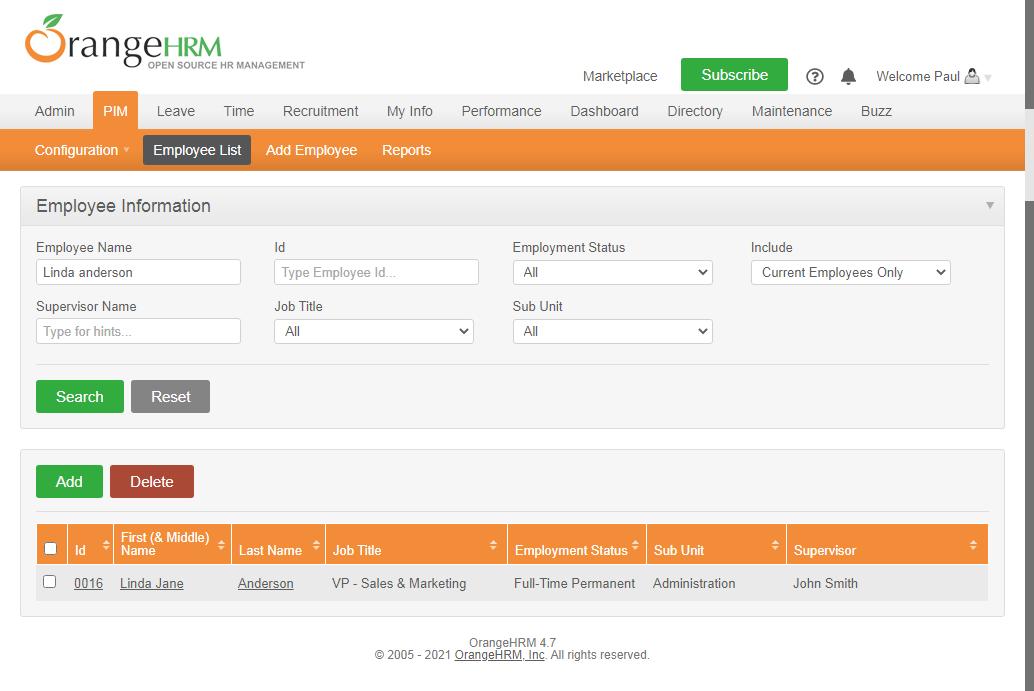 OrangeHRM
OPEN SOURCE HR MANAGEMENT
Marketplace Subscribe ? Welcome Paul
Admin PIM Leave Time Recruitment My Info Performance Dashboard Directory Maintenance Buzz
Configuration Employee List Add Employee Reports
Employee Information
Employee Name Id Employment Status Include
Linda anderson Type Employee Id... All Current Employees Only
Supervisor Name Job Title Sub Unit
Type for hints... All All
Search Reset
Add Delete
Id First (& Middle) Name Last Name Job Title Employment Status Sub Unit Supervisor
0016 Linda Jane Anderson VP - Sales & Marketing Full-Time Permanent Administration John Smith
OrangeHRM 4.7
© 2005 - 2021 OrangeHRM, Inc. All rights reserved.